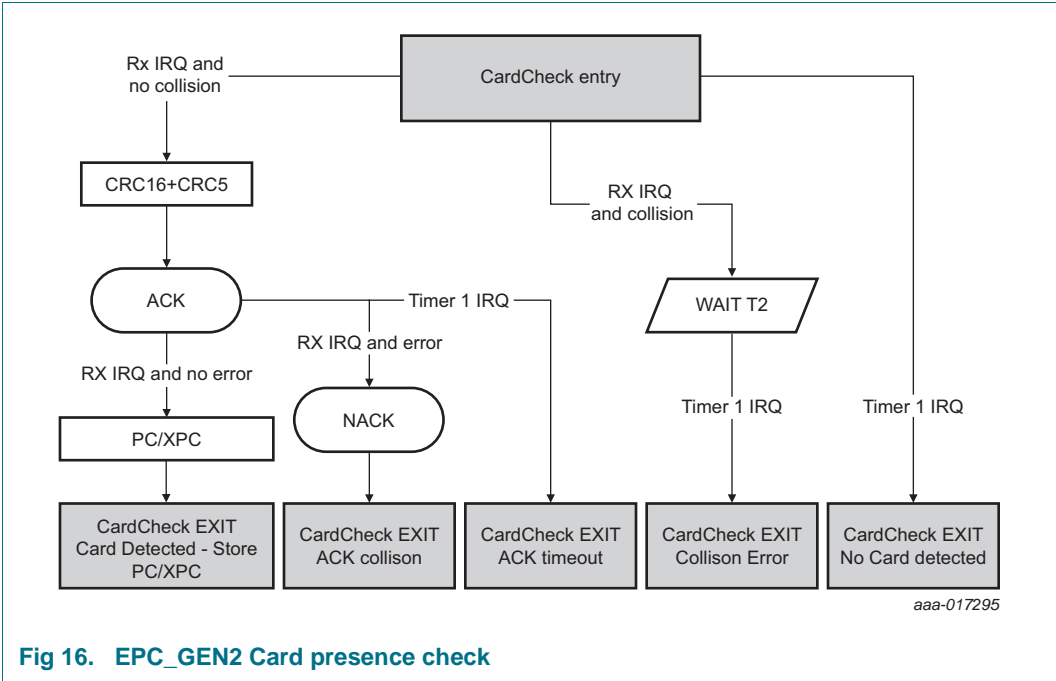 CardCheck entry
Rx IRQ and
no collision
CRC16+CRC5
RX IRQ
and collision
ACK
Timer 1 IRQ
WAIT T2
RX IRQ and error
RX IRQ and no error
NACK
Timer 1 IRQ
Timer 1 IRQ
PC/XPC
CardCheck EXIT
Card Detected - Store
PC/XPC
CardCheck EXIT
ACK collison
CardCheck EXIT
ACK timeout
CardCheck EXIT
Collison Error
CardCheck EXIT
No Card detected
aaa-017295
Fig 16. EPC_GEN2 Card presence check